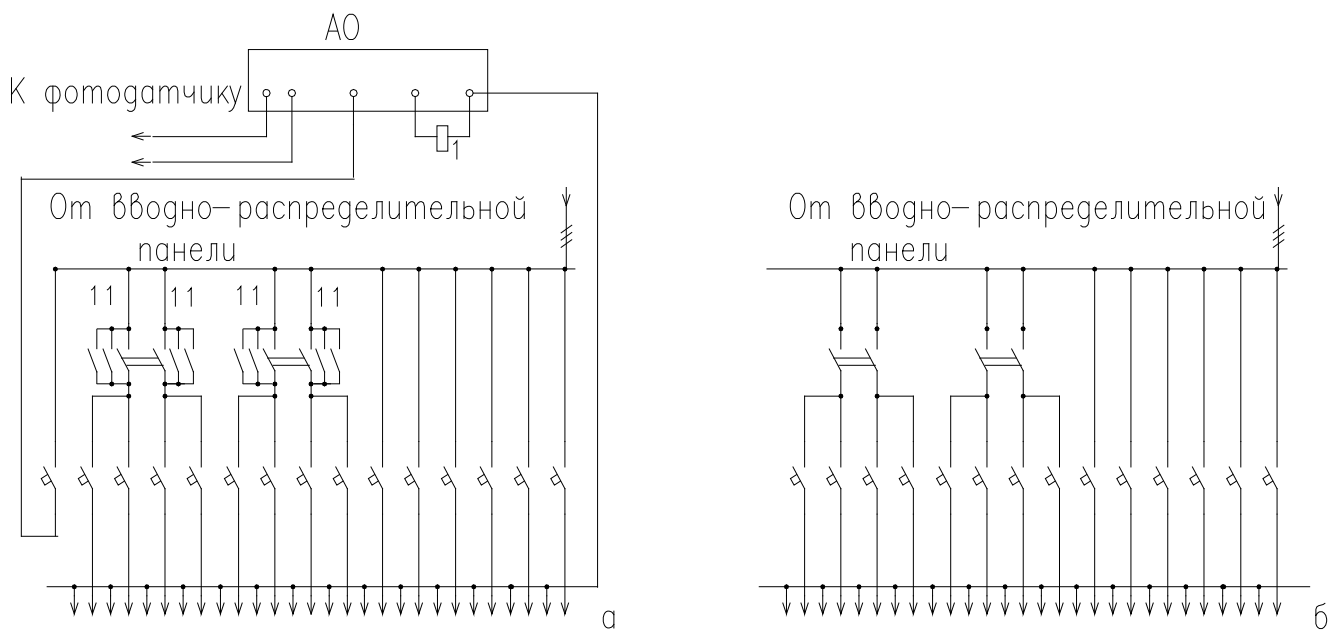 АО
К фотодатчику
1
От вводно-распределительной
панели
11 11 11 11
а
От вводно-распределительной
панели
б